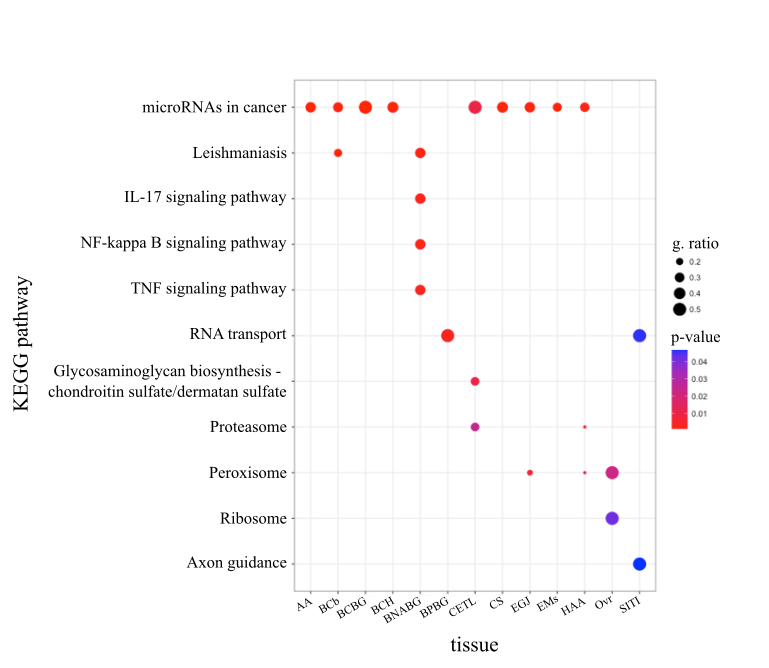 microRNAs in cancer
Leishmaniasis
IL-17 signaling pathway
NF-kappa B signaling pathway
TNF signaling pathway
RNA transport
Glycosaminoglycan biosynthesis -
chondroitin sulfate/dermatan sulfate
Proteasome
Peroxisome
Ribosome
Axon guidance
KEGG pathway
AA
BCb
BCBG
BCH
BNABG
BPBG
CETL
CS
EGJ
EMs
HAA
Ovr
SITI
tissue
g. ratio
0.2
0.3
0.4
0.5
p-value
0.04
0.03
0.02
0.01